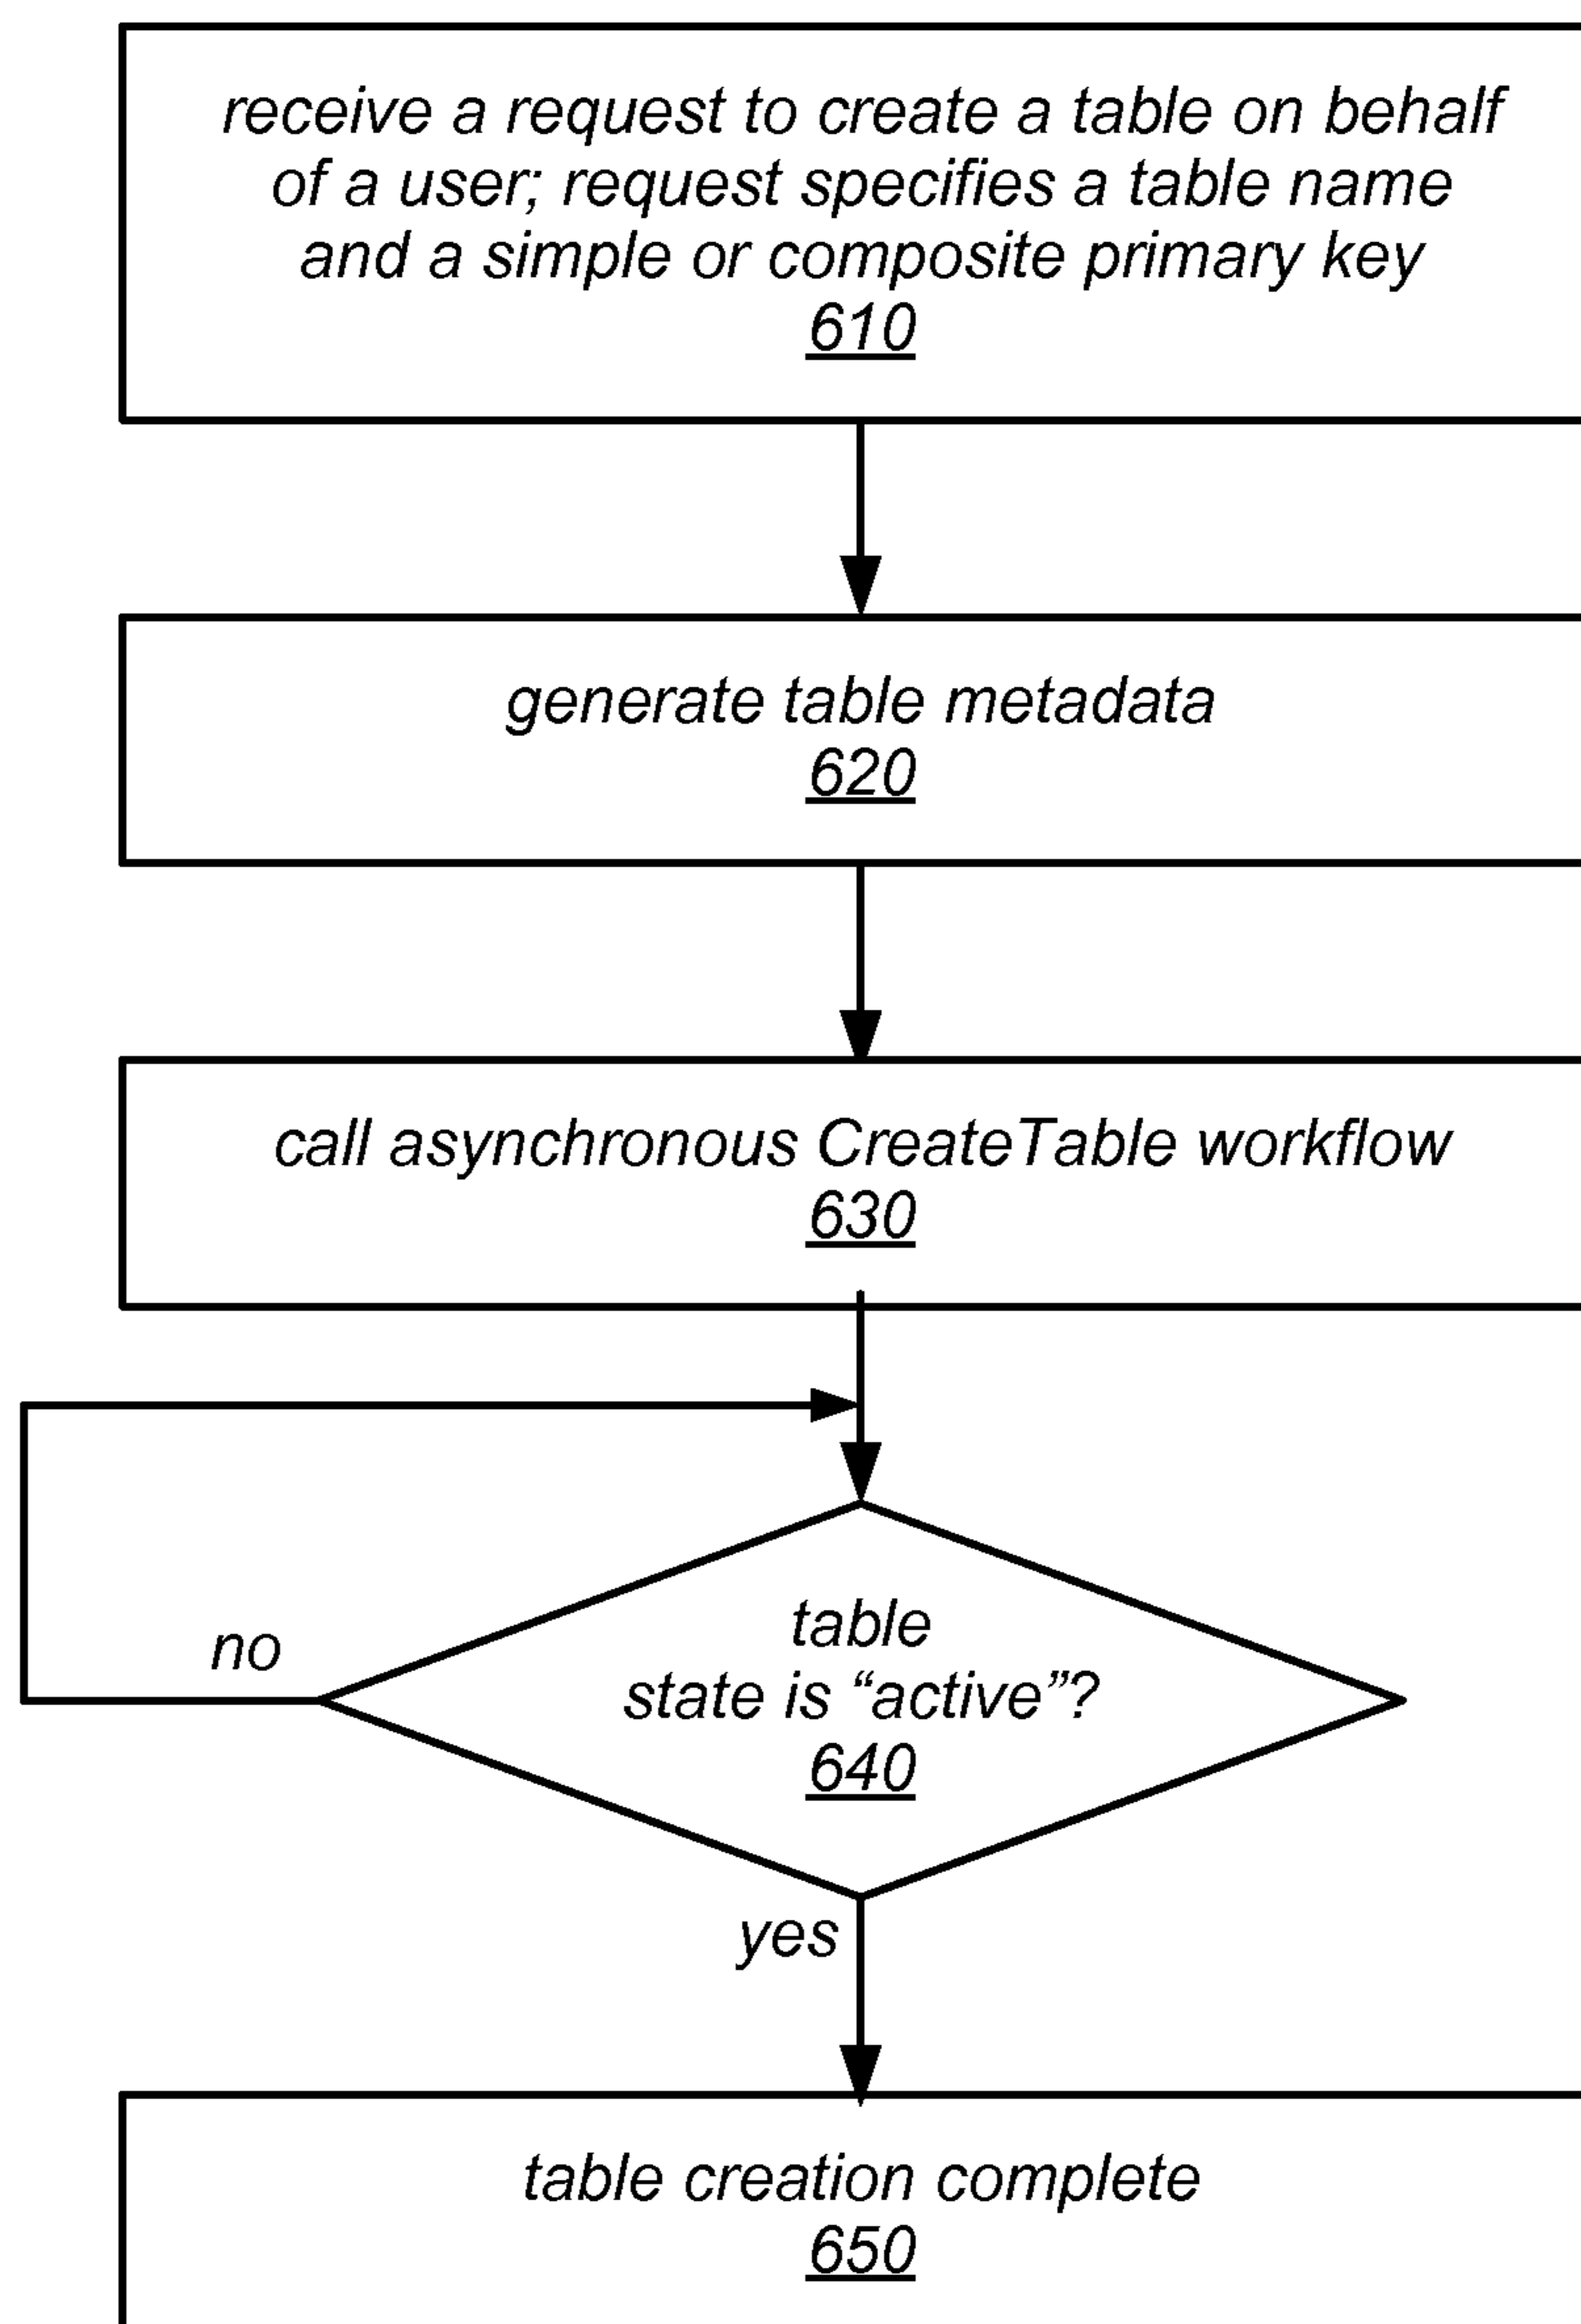 receive a request to create a table on behalf
of a user; request specifies a table name
and a simple or composite primary key
610
generate table metadata
620
call asynchronous CreateTable workflow
630
table
state is “active”?
640
no
yes
table creation complete
650